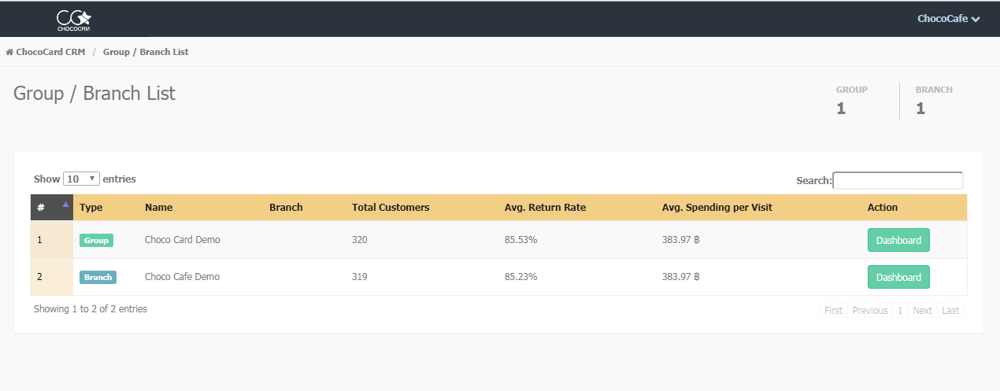 CHOCOCRM
ChocoCafe
ChocoCard CRM / Group / Branch List
Group / Branch List
GROUP
1
BRANCH
1
Show 10 entries
Search:
# Type Name Branch Total Customers Avg. Return Rate Avg. Spending per Visit Action
1 Group Choco Card Demo 320 85.53% 383.97 ฿ Dashboard
2 Branch Choco Cafe Demo 319 85.23% 383.97 ฿ Dashboard
Showing 1 to 2 of 2 entries
First Previous 1 Next Last